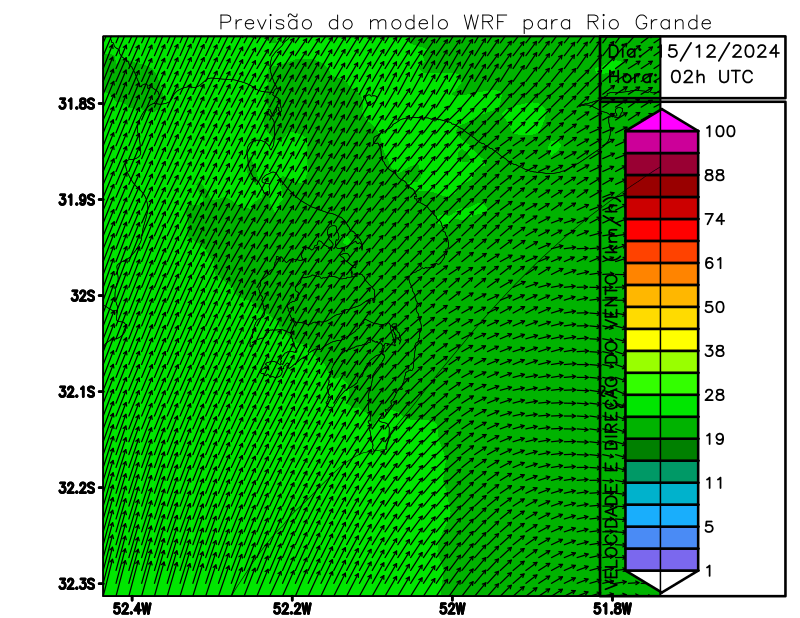 Previsão do modelo WRF para Rio Grande
Dia: 5/12/2024
Hora: 02h UTC
31.8S
31.9S
32S
32.1S
32.2S
32.3S
52.4W
52.2W
52W
51.8W
VELOCIDADE E DIREÇÃO DO VENTO (km/h)
100
88
74
61
50
38
28
19
11
5
1